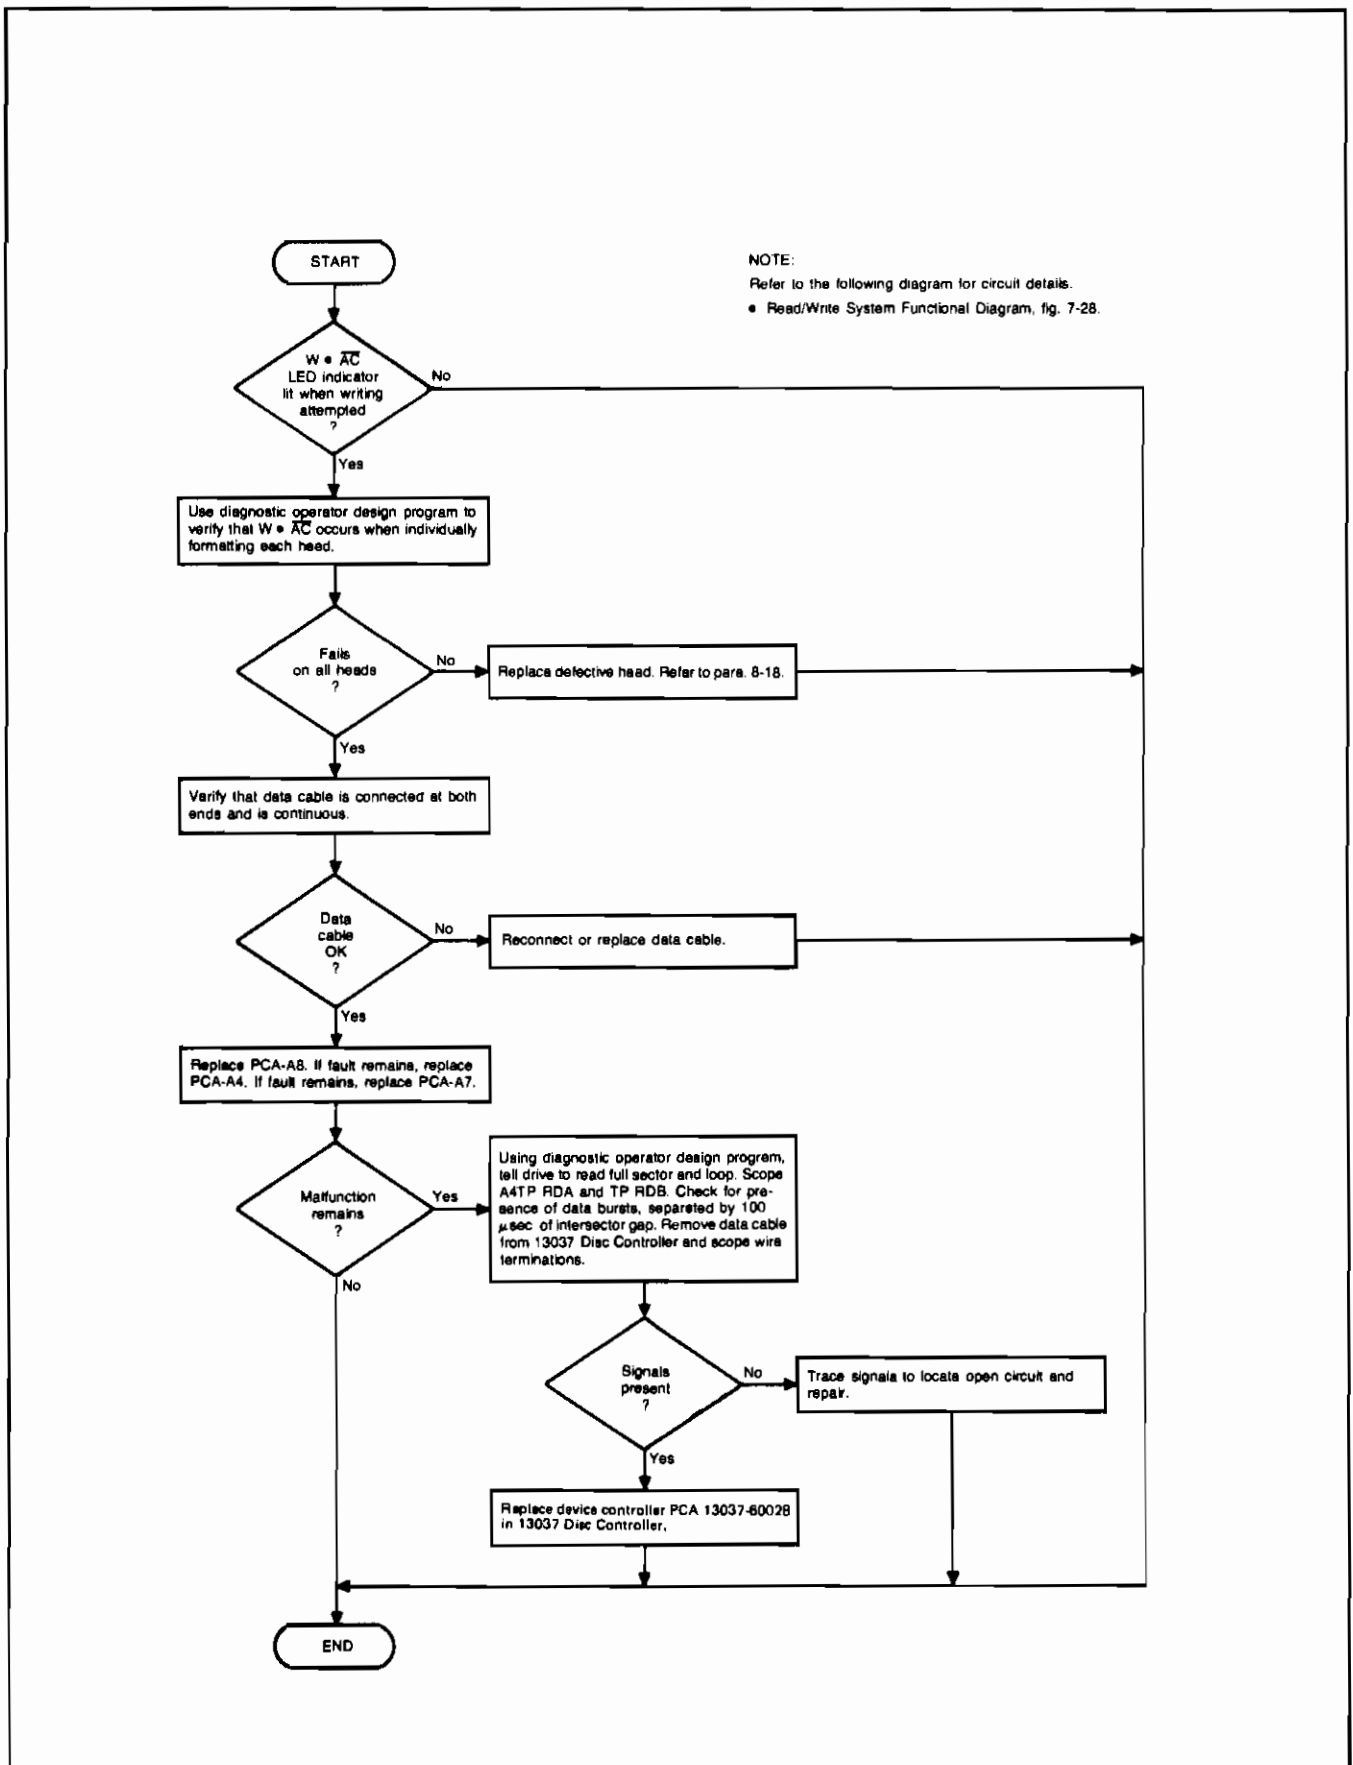 START
NOTE:
Refer to the following diagram for circuit details.
• Read/Write System Functional Diagram, fig. 7-28.
W • A̅C̅
LED indicator
lit when writing
attempted
?
No
Yes
Use diagnostic operator design program to
verify that W • A̅C̅ occurs when individually
formatting each head.
Fails
on all heads
?
No
Replace defective head. Refer to para. 8-18.
Yes
Verify that data cable is connected at both
ends and is continuous.
Data
cable
OK
?
No
Reconnect or replace data cable.
Yes
Replace PCA-A8. If fault remains, replace
PCA-A4. If fault remains, replace PCA-A7.
Malfunction
remains
?
Yes
Using diagnostic operator design program,
tell drive to read full sector and loop. Scope
A4TP RDA and TP RDB. Check for pre-
sence of data bursts, separated by 100
µsec of intersector gap. Remove data cable
from 13037 Disc Controller and scope wire
terminations.
No
Signals
present
?
No
Trace signals to locate open circuit and
repair.
Yes
Replace device controller PCA 13037-60028
in 13037 Disc Controller.
END